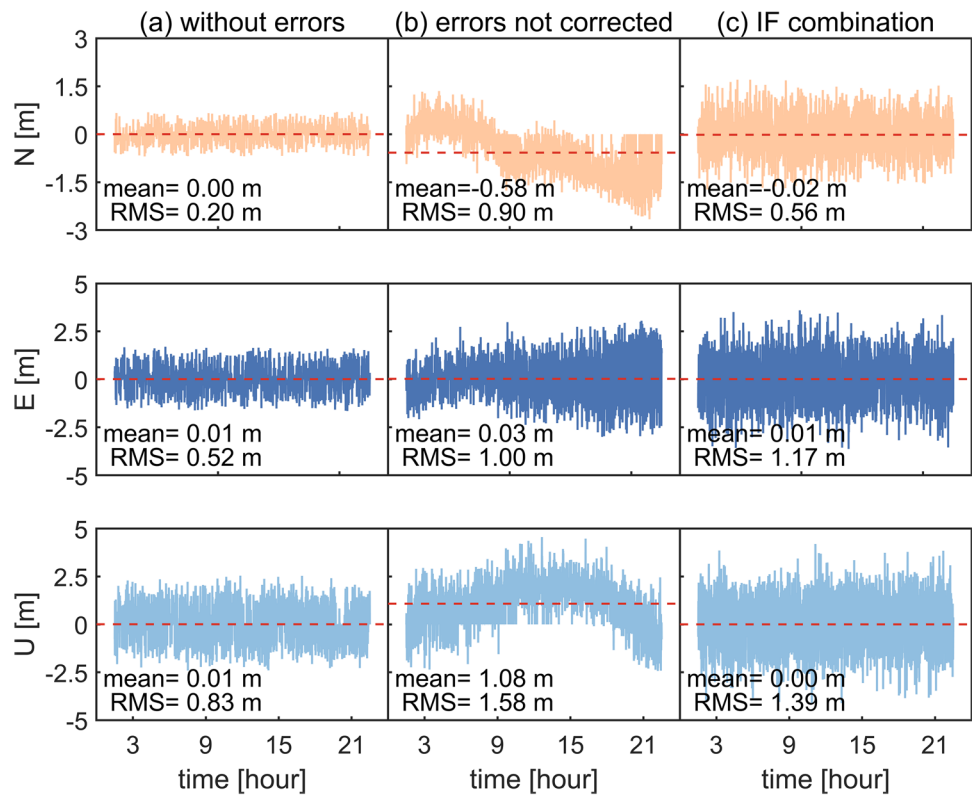 (a) without errors (b) errors not corrected (c) IF combination
N [m]
3
1.5
0
-1.5
-3
mean= 0.00 m
RMS= 0.20 m
mean=-0.58 m
RMS= 0.90 m
mean=-0.02 m
RMS= 0.56 m
E [m]
5
2.5
0
-2.5
-5
mean= 0.01 m
RMS= 0.52 m
mean= 0.03 m
RMS= 1.00 m
mean= 0.01 m
RMS= 1.17 m
U [m]
5
2.5
0
-2.5
-5
mean= 0.01 m
RMS= 0.83 m
mean= 1.08 m
RMS= 1.58 m
mean= 0.00 m
RMS= 1.39 m
3 9 15 21 3 9 15 21 3 9 15 21
time [hour] time [hour] time [hour]